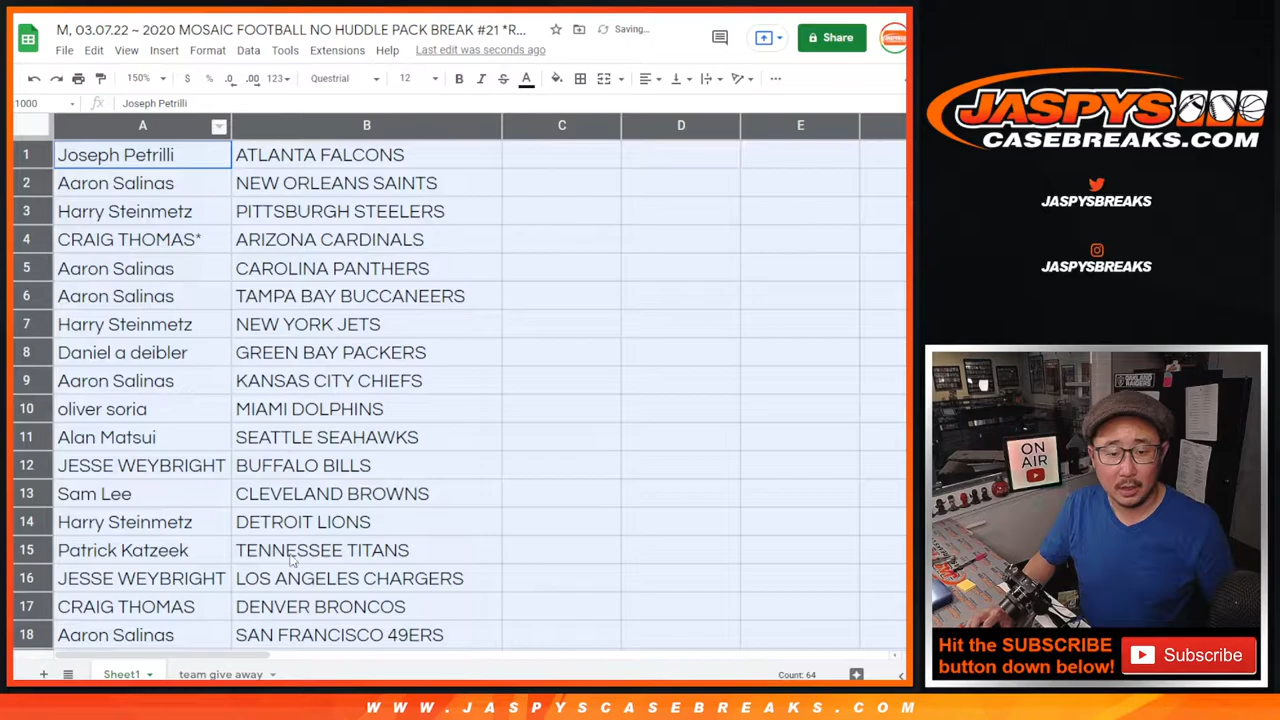 M, 03.07.22 ~ 2020 MOSAIC FOOTBALL NO HUDDLE PACK BREAK #21 *R...
Saving...
File Edit View Insert Format Data Tools Extensions Help Last edit was seconds ago
Share
150% $ % .0 .00 123 Questrial 12 B I S A
1000 fx Joseph Petrilli
A B C D E
1 Joseph Petrilli ATLANTA FALCONS
2 Aaron Salinas NEW ORLEANS SAINTS
3 Harry Steinmetz PITTSBURGH STEELERS
4 CRAIG THOMAS* ARIZONA CARDINALS
5 Aaron Salinas CAROLINA PANTHERS
6 Aaron Salinas TAMPA BAY BUCCANEERS
7 Harry Steinmetz NEW YORK JETS
8 Daniel a deibler GREEN BAY PACKERS
9 Aaron Salinas KANSAS CITY CHIEFS
10 oliver soria MIAMI DOLPHINS
11 Alan Matsui SEATTLE SEAHAWKS
12 JESSE WEYBRIGHT BUFFALO BILLS
13 Sam Lee CLEVELAND BROWNS
14 Harry Steinmetz DETROIT LIONS
15 Patrick Katzeek TENNESSEE TITANS
16 JESSE WEYBRIGHT LOS ANGELES CHARGERS
17 CRAIG THOMAS DENVER BRONCOS
18 Aaron Salinas SAN FRANCISCO 49ERS
Sheet1 team give away Count: 64
JASPYS
CASEBREAKS.COM
JASPYSBREAKS
JASPYSBREAKS
OAKLAND
RAIDERS
ON
AIR
Hit the SUBSCRIBE
button down below!
Subscribe
WWW.JASPYSCASEBREAKS.COM